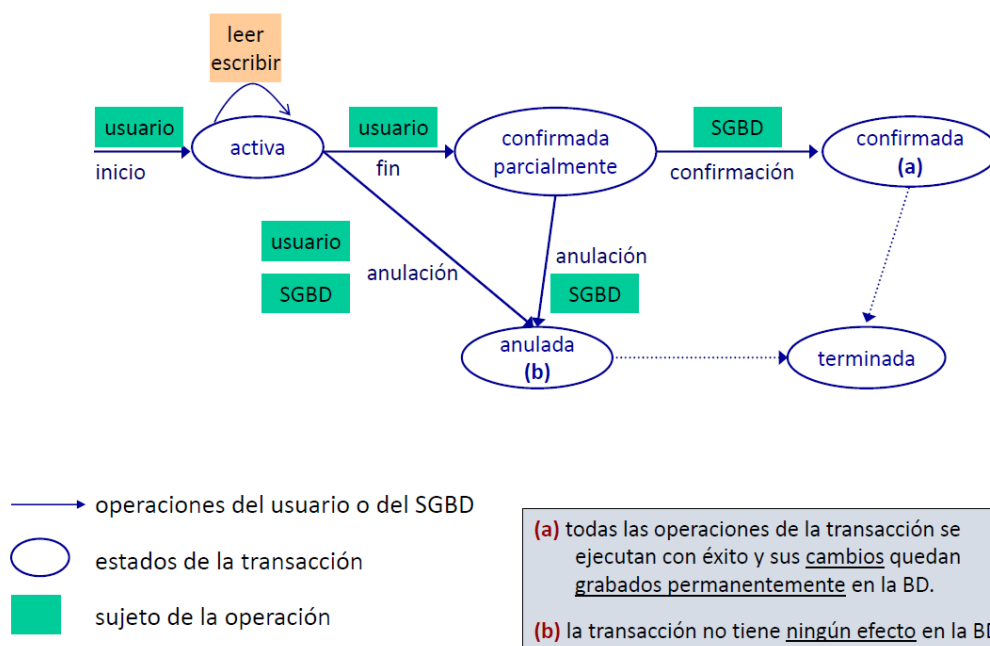 leer
escribir
usuario
inicio
activa
usuario
fin
confirmada
parcialmente
SGBD
confirmación
confirmada
(a)
usuario
SGBD
anulación
anulación
SGBD
anulada
(b)
terminada
operaciones del usuario o del SGBD
estados de la transacción
sujeto de la operación
(a) todas las operaciones de la transacción se
ejecutan con éxito y sus cambios quedan
grabados permanentemente en la BD.
(b) la transacción no tiene ningún efecto en la BD